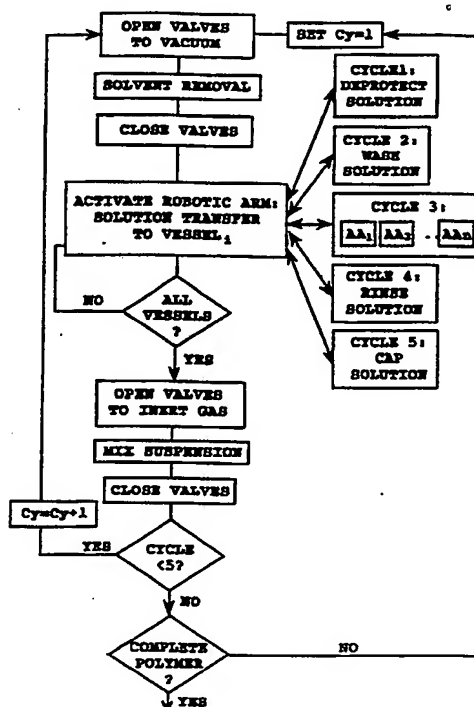 OPEN VALVES
TO VACUUM
SET Cy=1
SOLVENT REMOVAL
CLOSE VALVES
ACTIVATE ROBOTIC ARM:
SOLUTION TRANSFER
TO VESSELi
CYCLE1:
DEPROTECT
SOLUTION
CYCLE 2:
WASH
SOLUTION
CYCLE 3:
AA1 AA2 ..AAn
CYCLE 4:
RINSE
SOLUTION
CYCLE 5:
CAP
SOLUTION
NO
ALL
VESSELS
?
YES
OPEN VALVES
TO INERT GAS
MIX SUSPENSION
CLOSE VALVES
Cy=Cy+1
YES
CYCLE
<5?
NO
COMPLETE
POLYMER
?
NO
YES